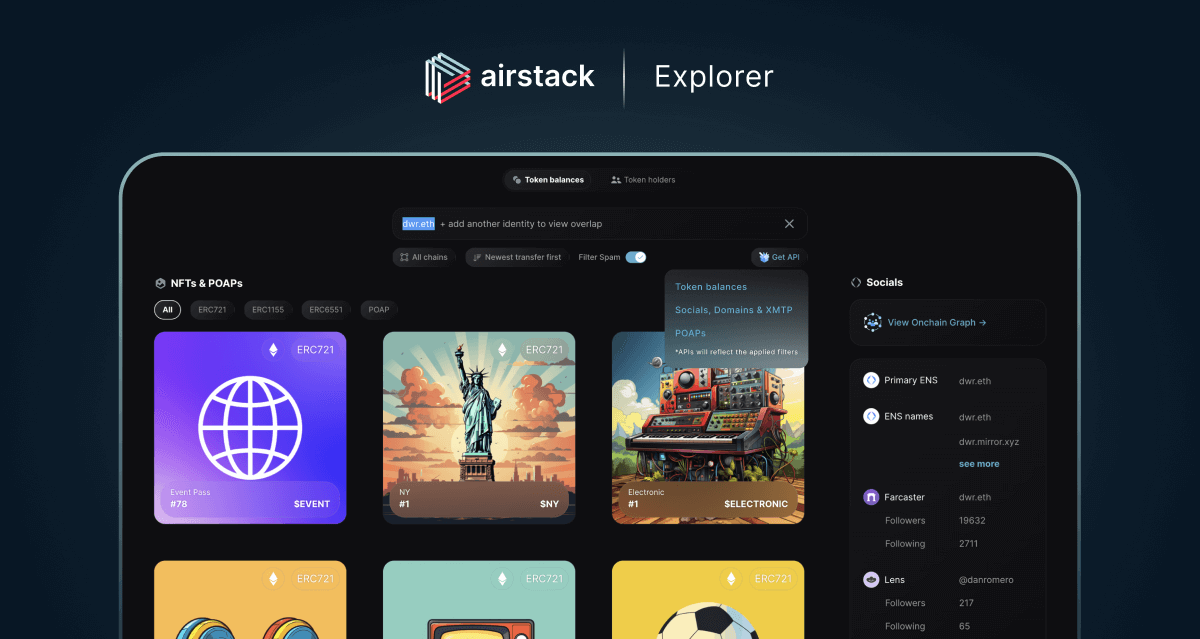 airstack
Explorer
Token balances
Token holders
dwr.eth + add another identity to view overlap
All chains
Newest transfer first
Filter Spam
Get API
Token balances
Socials, Domains & XMTP
POAPs
*APIs will reflect the applied filters
NFTs & POAPs
All
ERC721
ERC1155
ERC6551
POAP
ERC721
Event Pass
#78
$EVENT
ERC721
NY
#1
$NY
Electronic
#1
$ELECTRONIC
ERC721
ERC721
ERC721
Socials
View Onchain Graph →
Primary ENS
dwr.eth
ENS names
dwr.eth
dwr.mirror.xyz
see more
Farcaster
dwr.eth
Followers
19632
Following
2711
Lens
@danromero
Followers
217
Following
65